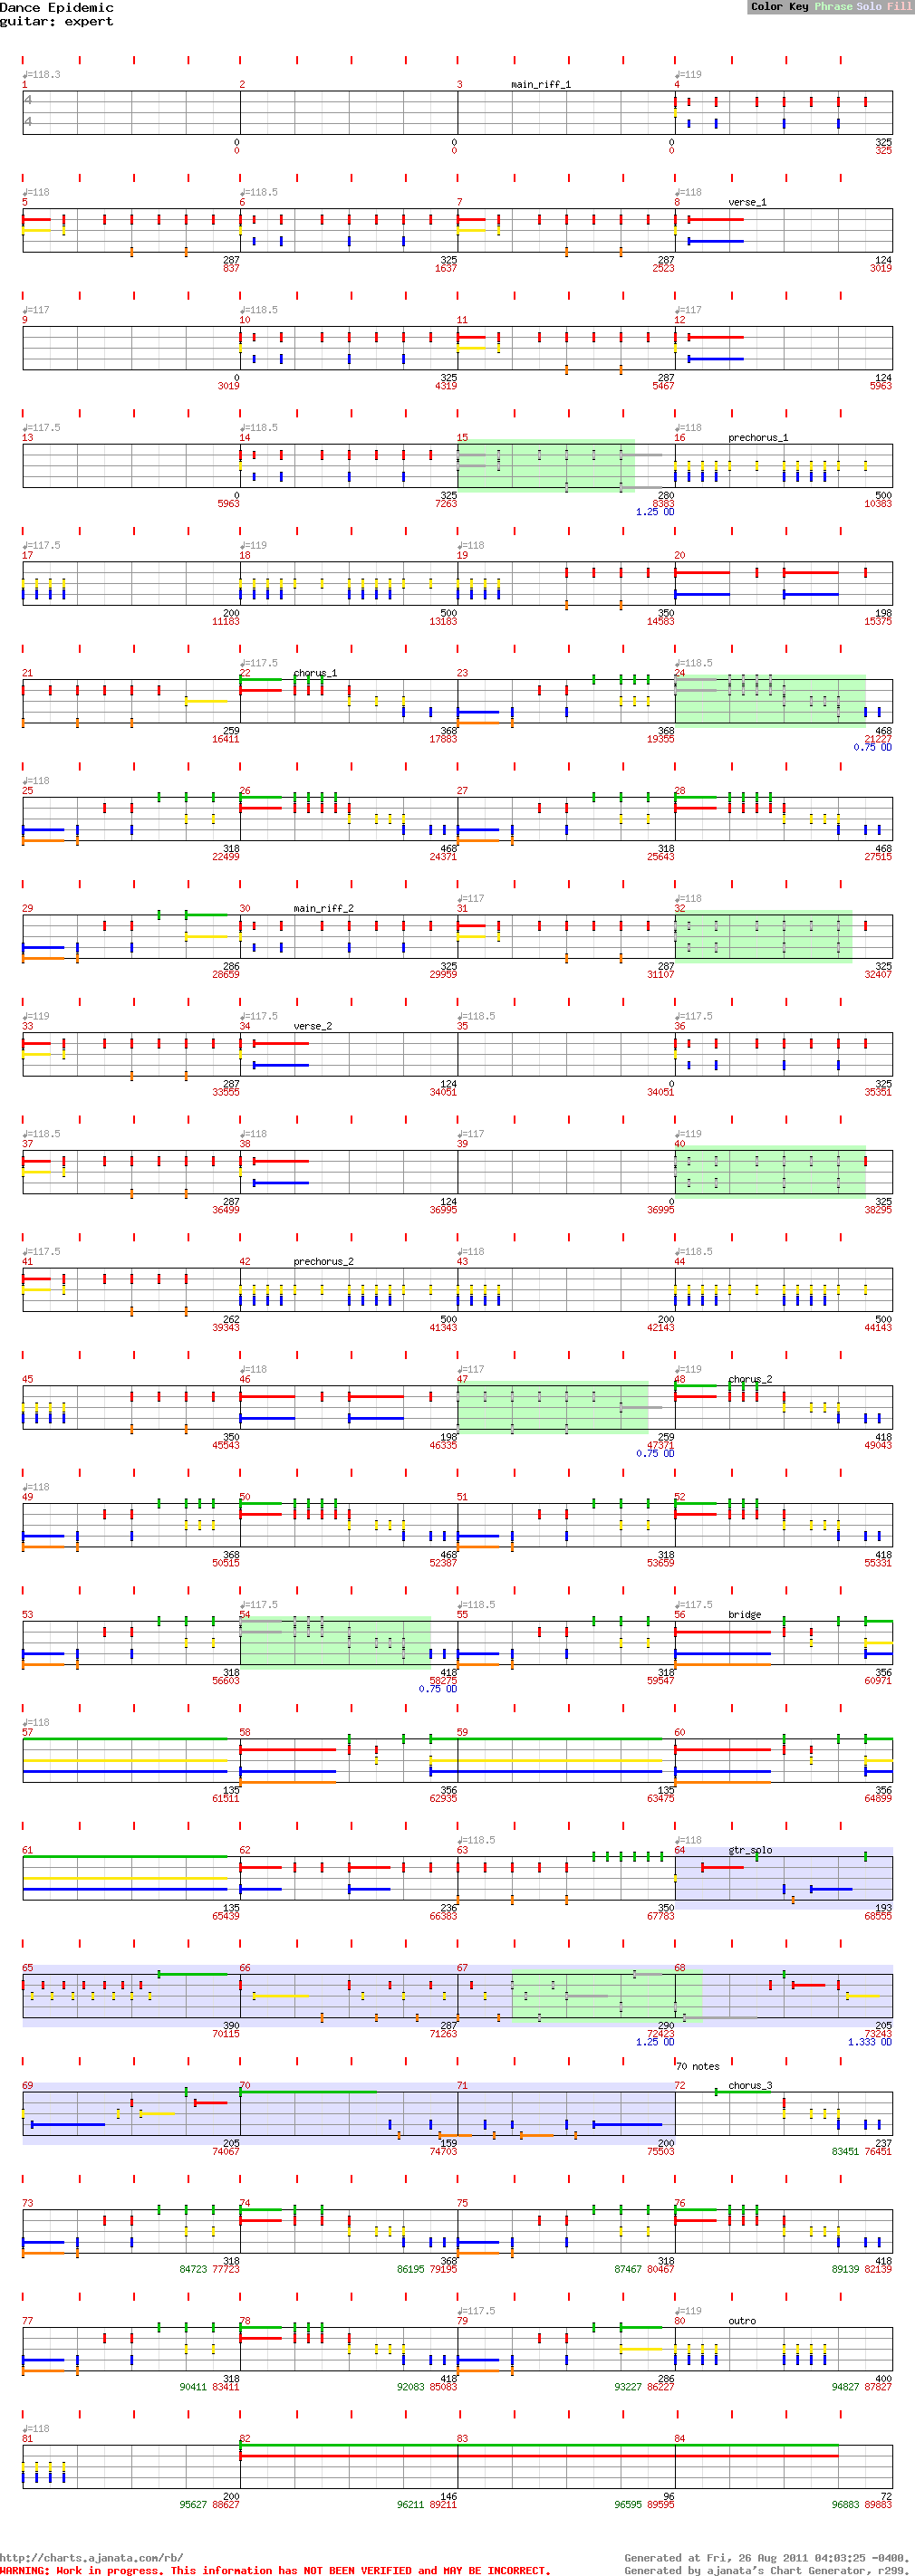 Dance Epidemic Color Key Phrase Solo Fill
guitar: expert
♩=118.3 ♩=119
1 2 3 main_riff_1 4
4
4
0 0 0 325
0 0 0 325
♩=118 ♩=118.5 ♩=118
5 6 7 8 verse_1
287 325 287 124
837 1637 2523 3019
♩=117 ♩=118.5 ♩=117
9 10 11 12
0 325 287 124
3019 4319 5467 5963
♩=117.5 ♩=118.5 ♩=118
13 14 15 16 prechorus_1
0 325 280 500
5963 7263 8383 10383
1.25 OD
♩=117.5 ♩=119 ♩=118
17 18 19 20
200 500 350 198
11183 13183 14583 15375
♩=117.5 ♩=118.5
21 22 chorus_1 23 24
259 368 368 468
16411 17883 19355 21227
0.75 OD
♩=118
25 26 27 28
318 468 318 468
22499 24371 25643 27515
♩=117 ♩=118
29 30 main_riff_2 31 32
286 325 287 325
28659 29959 31107 32407
♩=119 ♩=117.5 ♩=118.5 ♩=117.5
33 34 verse_2 35 36
287 124 0 325
33555 34051 34051 35351
♩=118.5 ♩=118 ♩=117 ♩=119
37 38 39 40
287 124 0 325
36499 36995 36995 38295
♩=117.5 ♩=118 ♩=118.5
41 42 prechorus_2 43 44
262 500 200 500
39343 41343 42143 44143
♩=118 ♩=117 ♩=119
45 46 47 48 chorus_2
350 198 259 418
45543 46335 47371 49043
0.75 OD
♩=118
49 50 51 52
368 468 318 418
50515 52387 53659 55331
♩=117.5 ♩=118.5 ♩=117.5
53 54 55 56 bridge
318 418 318 356
56603 58275 59547 60971
0.75 OD
♩=118
57 58 59 60
135 356 135 356
61511 62935 63475 64899
♩=118.5 ♩=118
61 62 63 64 gtr_solo
135 236 350 193
65439 66383 67783 68555
65 66 67 68
390 287 290 205
70115 71263 72423 73243
1.25 OD 1.333 OD
70 notes
69 70 71 72 chorus_3
205 159 200 237
74067 74703 75503 83451 76451
73 74 75 76
318 368 318 418
84723 77723 86195 79195 87467 80467 89139 82139
♩=117.5 ♩=119
77 78 79 80 outro
318 418 286 400
90411 83411 92083 85083 93227 86227 94827 87827
♩=118
81 82 83 84
200 146 96 72
95627 88627 96211 89211 96595 89595 96883 89883
http://charts.ajanata.com/rb/ Generated at Fri, 26 Aug 2011 04:03:25 -0400.
WARNING: Work in progress. This information has NOT BEEN VERIFIED and MAY BE INCORRECT. Generated by ajanata's Chart Generator, r299.